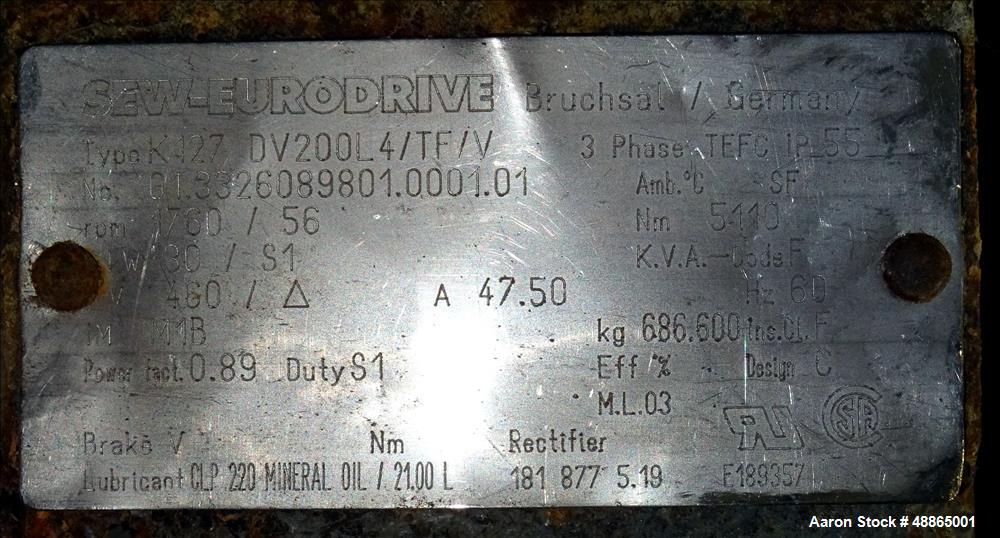 SEW-EURODRIVE Bruchsal / Germany
Type K127 DV200L4/TF/V 3 Phase TEFC IP 55
No. 01.3326089801.0001.01 Amb.°C SF
rpm 1760 / 56 Nm 5110
kW 30 / S1 K.V.A.-Code F
V 460 / △ A 47.50 Hz 60
IM M1B kg 686.600 Ins.Cl. F
Power fact. 0.89 Duty S1 Eff % Design C
M.L.03
Brake V Nm Rectifier
Lubricant CLP 220 MINERAL OIL / 21.00 L 181 877 5.19 E189357
Aaron Stock # 48865001